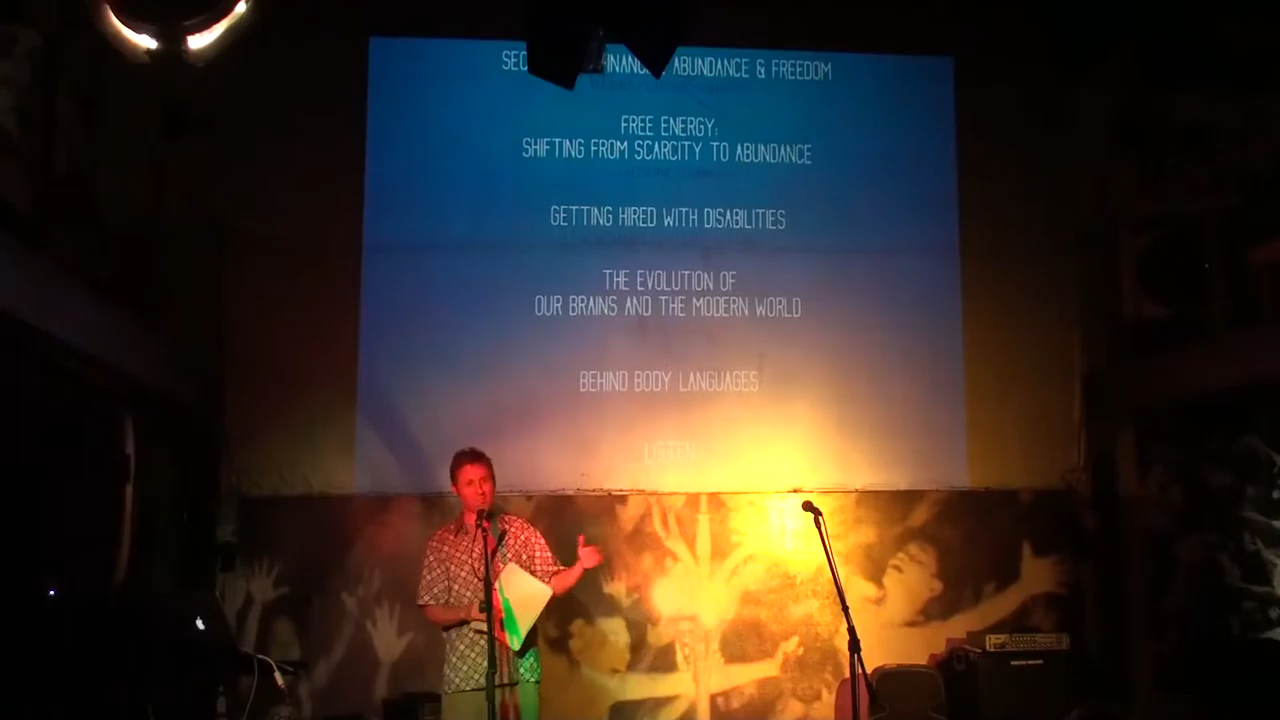 ABUNDANCE & FREEDOM
FREE ENERGY:
SHIFTING FROM SCARCITY TO ABUNDANCE
GETTING HIRED WITH DISABILITIES
THE EVOLUTION OF
OUR BRAINS AND THE MODERN WORLD
BEHIND BODY LANGUAGES
LISTEN